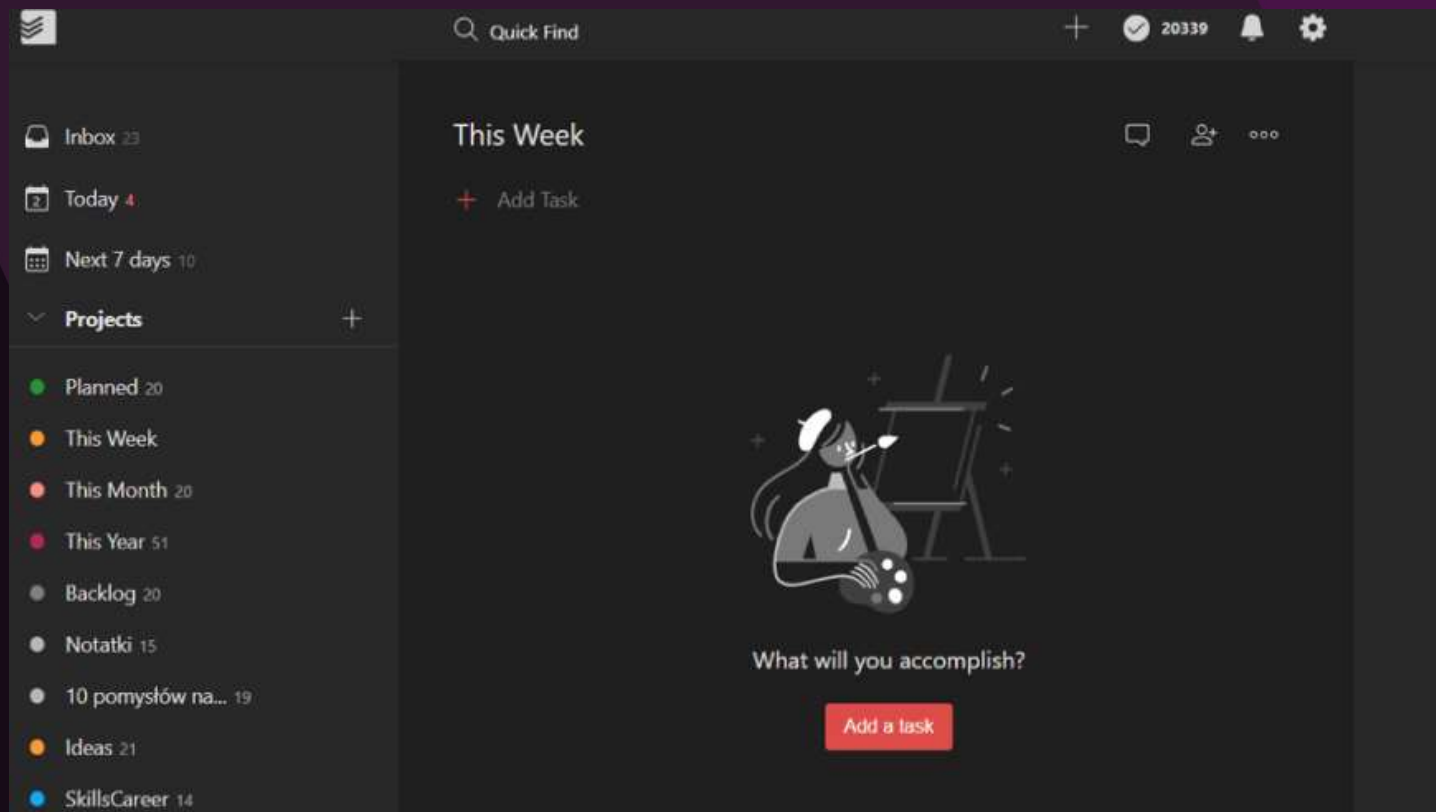 Quick Find
20339
Inbox 23
2
Today 4
Next 7 days 10
Projects
Planned 20
This Week
This Month 20
This Year 51
Backlog 20
Notatki 15
10 pomysłów na... 19
Ideas 21
SkillsCareer 14
This Week
Add Task
What will you accomplish?
Add a task